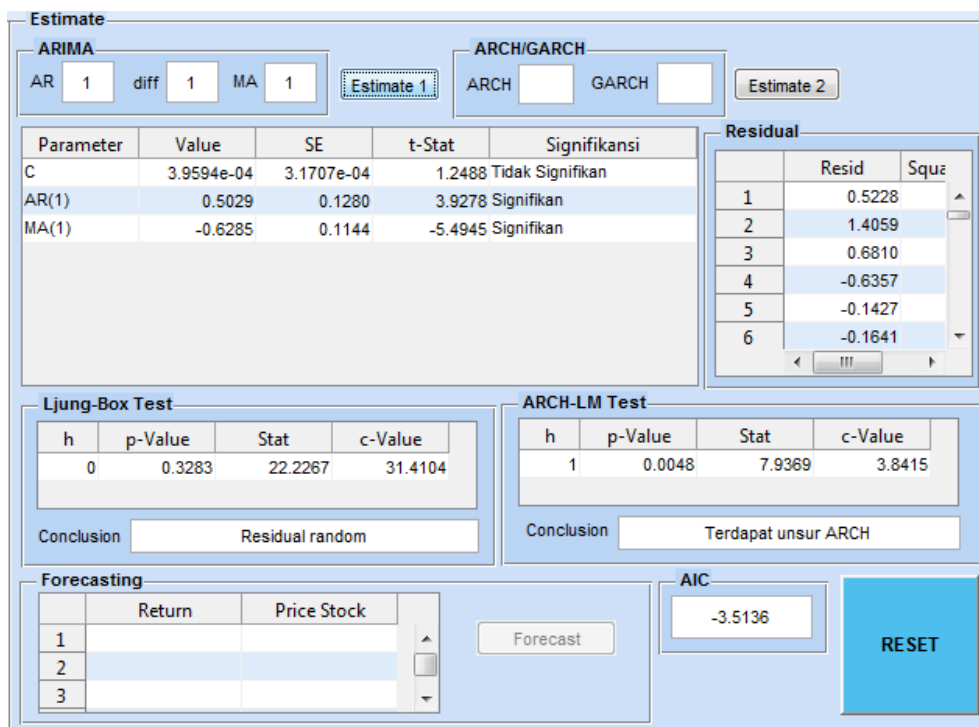 Estimate
ARIMA
AR 1 diff 1 MA 1
Estimate 1
ARCH/GARCH
ARCH GARCH
Estimate 2
Parameter Value SE t-Stat Signifikansi
C 3.9594e-04 3.1707e-04 1.2488 Tidak Signifikan
AR(1) 0.5029 0.1280 3.9278 Signifikan
MA(1) -0.6285 0.1144 -5.4945 Signifikan
Residual
Resid Squa
1 0.5228
2 1.4059
3 0.6810
4 -0.6357
5 -0.1427
6 -0.1641
Ljung-Box Test
h p-Value Stat c-Value
0 0.3283 22.2267 31.4104
Conclusion Residual random
ARCH-LM Test
h p-Value Stat c-Value
1 0.0048 7.9369 3.8415
Conclusion Terdapat unsur ARCH
Forecasting
Return Price Stock
1
2
3
Forecast
AIC
-3.5136
RESET